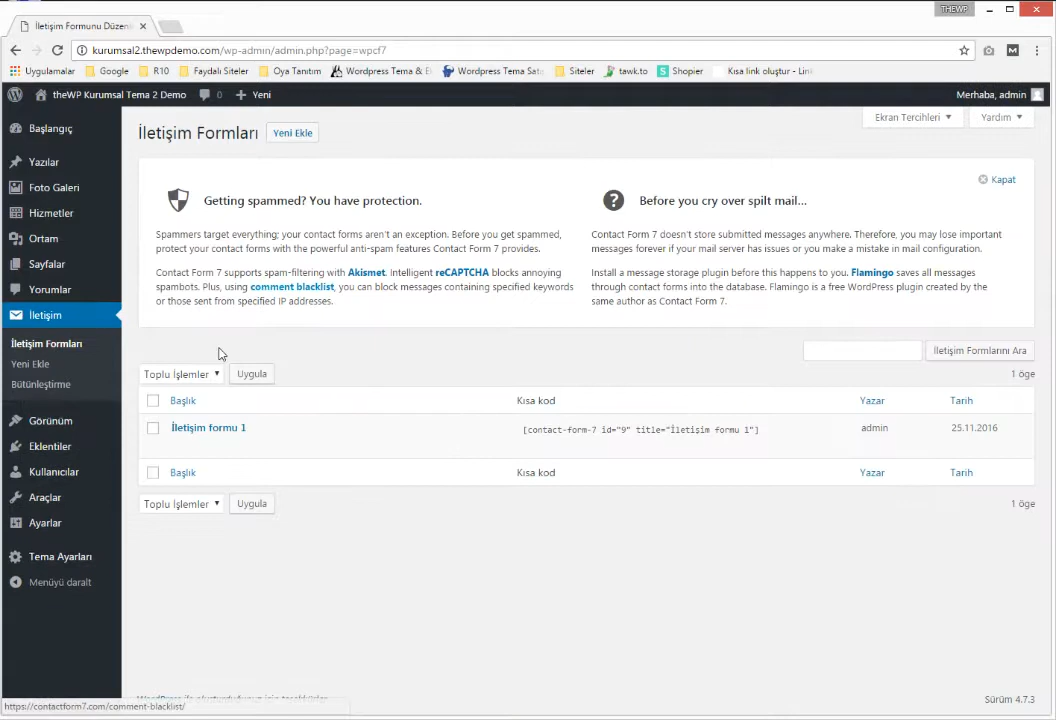 THEWP
İletişim Formunu Düzen
kurumsal2.thewpdemo.com/wp-admin/admin.php?page=wpcf7
Uygulamalar Google R10 Faydalı Siteler Oya Tanıtım Wordpress Tema & E Wordpress Tema Satı Siteler tawk.to Shopier Kısa link oluştur - Lin
theWP Kurumsal Tema 2 Demo 0 Yeni Merhaba, admin
Ekran Tercihleri Yardım
Başlangıç
Yazılar
Foto Galeri
Hizmetler
Ortam
Sayfalar
Yorumlar
İletişim
İletişim Formları
Yeni Ekle
Bütünleştirme
Görünüm
Eklentiler
Kullanıcılar
Araçlar
Ayarlar
Tema Ayarları
Menüyü daralt
İletişim Formları Yeni Ekle
Kapat
Getting spammed? You have protection.
Spammers target everything; your contact forms aren't an exception. Before you get spammed,
protect your contact forms with the powerful anti-spam features Contact Form 7 provides.
Contact Form 7 supports spam-filtering with Akismet. Intelligent reCAPTCHA blocks annoying
spambots. Plus, using comment blacklist, you can block messages containing specified keywords
or those sent from specified IP addresses.
Before you cry over spilt mail...
Contact Form 7 doesn't store submitted messages anywhere. Therefore, you may lose important
messages forever if your mail server has issues or you make a mistake in mail configuration.
Install a message storage plugin before this happens to you. Flamingo saves all messages
through contact forms into the database. Flamingo is a free WordPress plugin created by the
same author as Contact Form 7.
İletişim Formlarını Ara
Toplu İşlemler Uygula 1 öge
Başlık Kısa kod Yazar Tarih
İletişim formu 1 [contact-form-7 id="9" title="İletişim formu 1"] admin 25.11.2016
Başlık Kısa kod Yazar Tarih
Toplu İşlemler Uygula 1 öge
Sürüm 4.7.3
https://contactform7.com/comment-blacklist/